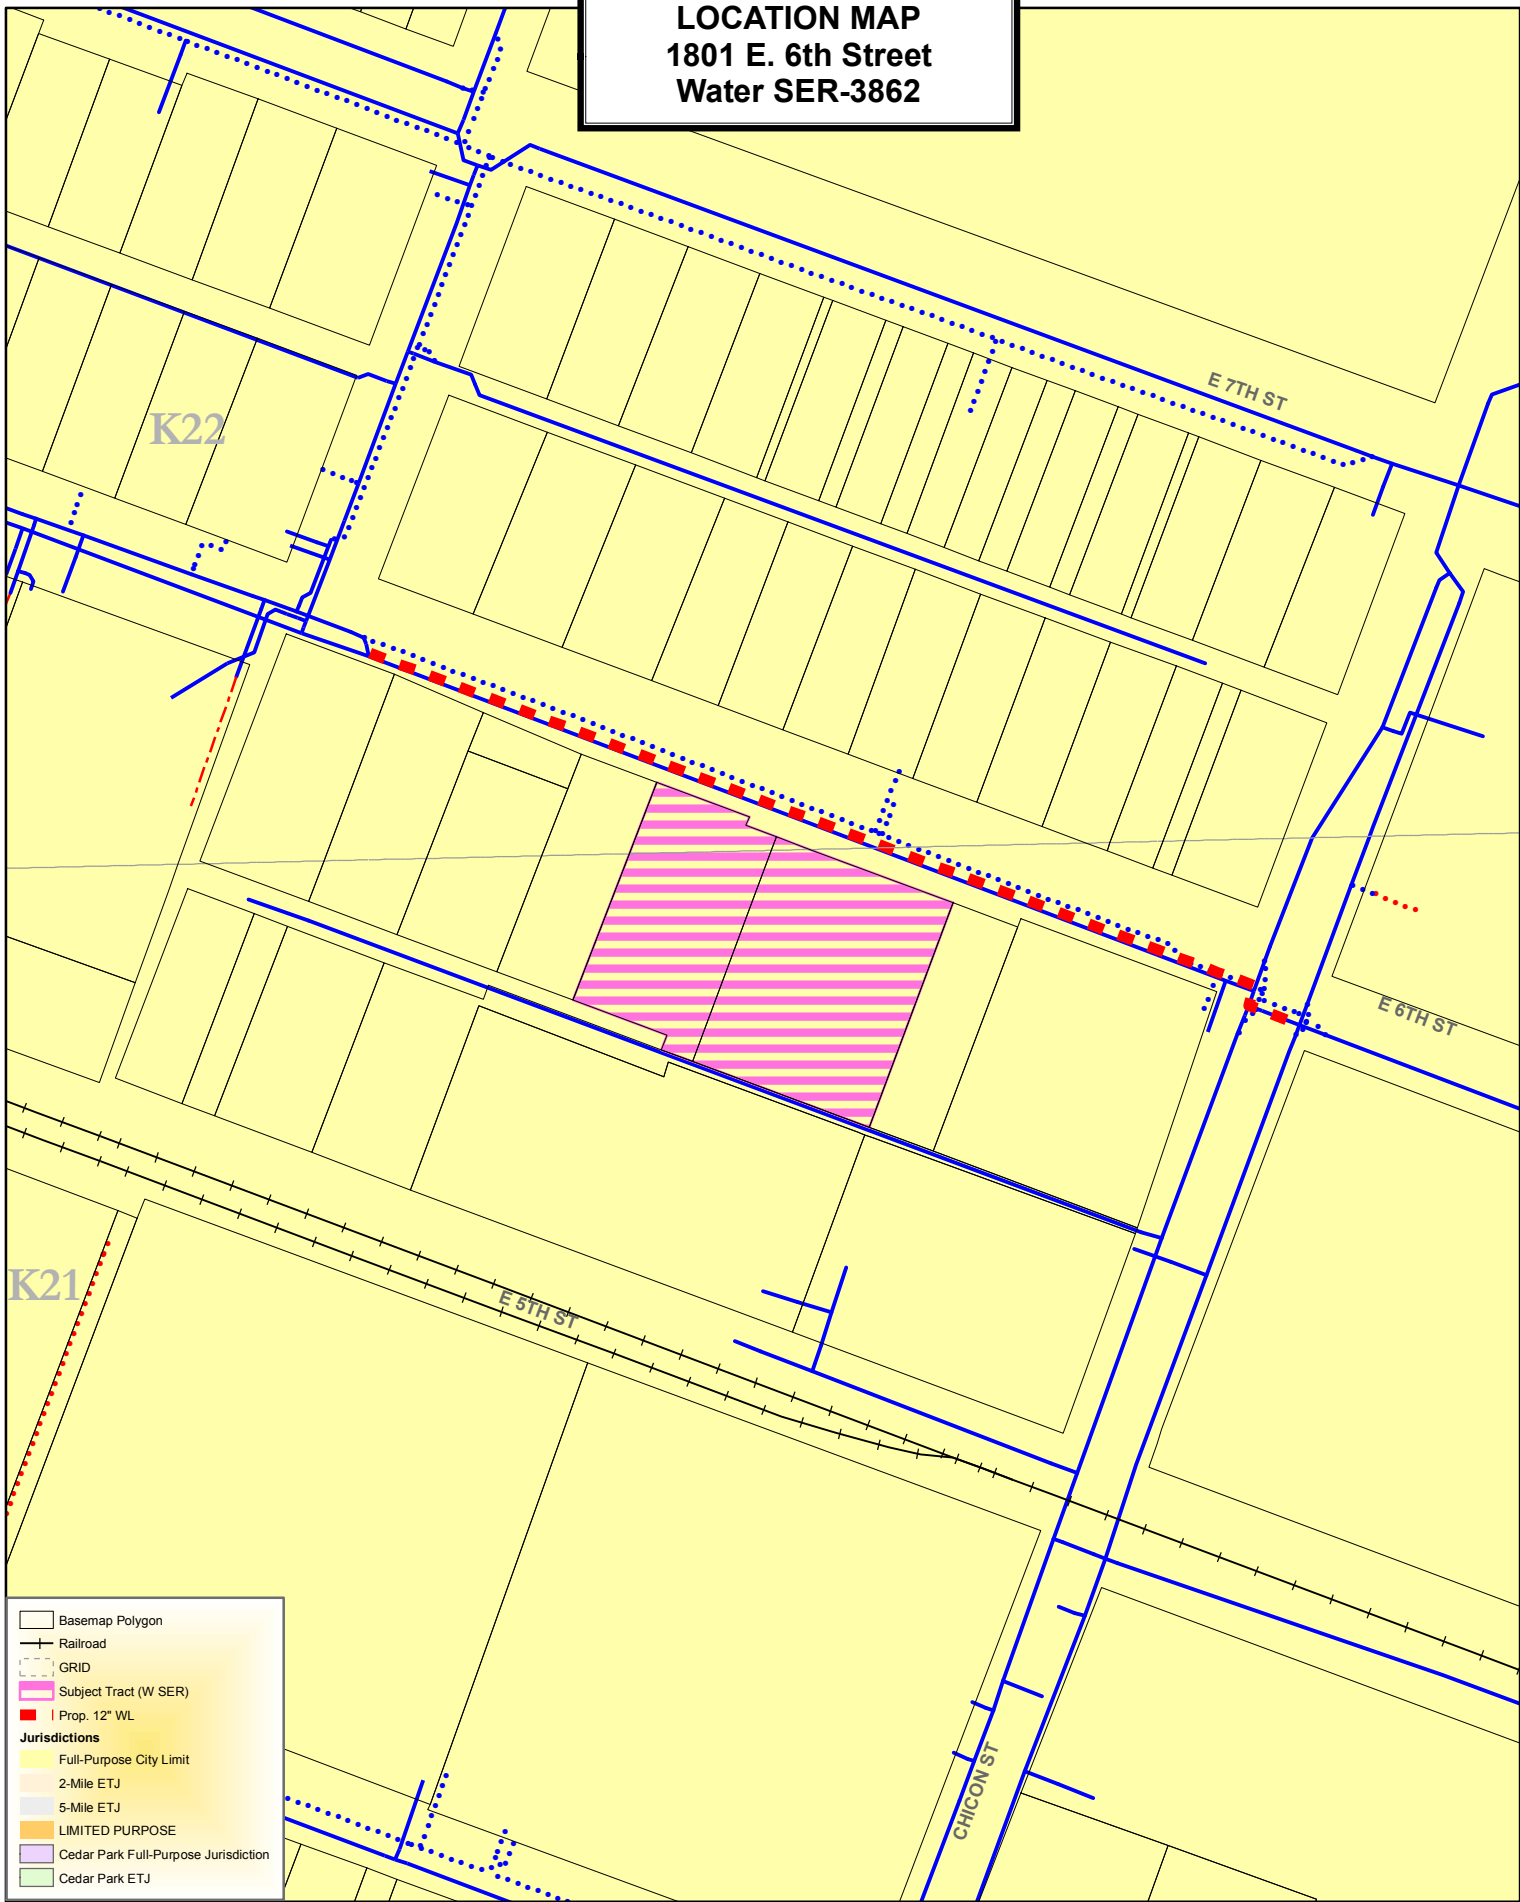 LOCATION MAP
1801 E. 6th Street
Water SER-3862
E 7TH ST
K22
E 6TH ST
K21
E 5TH ST
CHICON ST
Basemap Polygon
Railroad
GRID
Subject Tract (W SER)
Prop. 12" WL
Jurisdictions
Full-Purpose City Limit
2-Mile ETJ
5-Mile ETJ
LIMITED PURPOSE
Cedar Park Full-Purpose Jurisdiction
Cedar Park ETJ